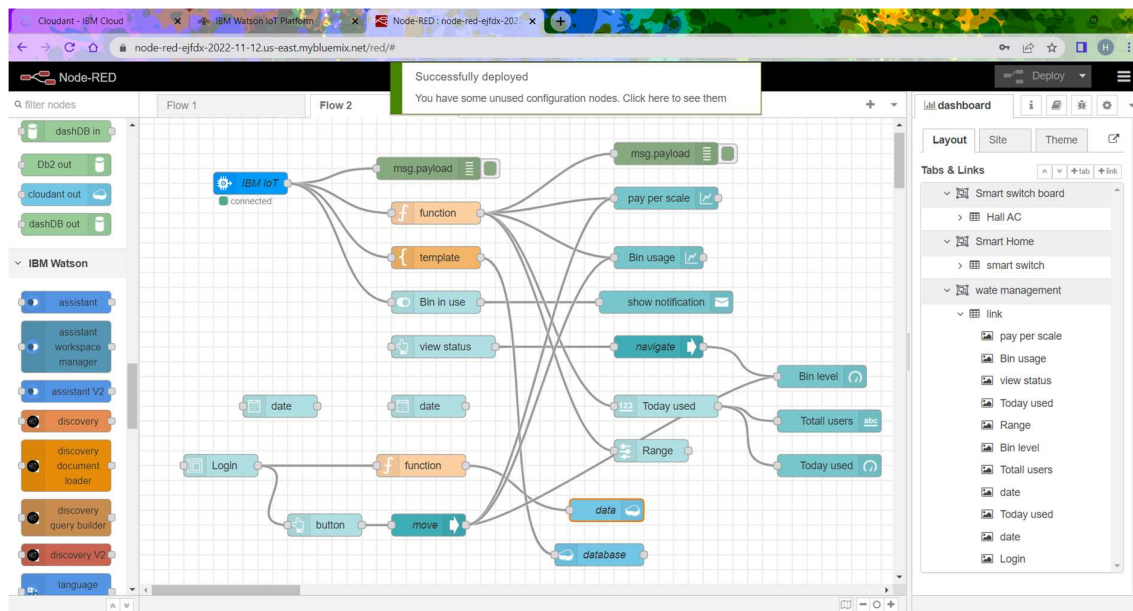 Cloudant - IBM Cloud
IBM Watson IoT Platform
Node-RED : node-red-ejfdx-202
node-red-ejfdx-2022-11-12.us-east.mybluemix.net/red/#
H
Node-RED
Successfully deployed
You have some unused configuration nodes. Click here to see them
Deploy
filter nodes
Flow 1
Flow 2
dashboard
dashDB in
Db2 out
cloudant out
dashDB out
IBM Watson
assistant
assistant
workspace
manager
assistant V2
discovery
discovery
document
loader
discovery
query builder
discovery V2
language
IBM IoT
connected
msg.payload
function
template
Bin in use
view status
date
date
Login
function
button
move
msg.payload
pay per scale
Bin usage
show notification
navigate
123 Today used
Range
data
database
Bin level
Totall users abc
Today used
Layout
Site
Theme
Tabs & Links
+tab
+link
Smart switch board
Hall AC
Smart Home
smart switch
wate management
link
pay per scale
Bin usage
view status
Today used
Range
Bin level
Totall users
date
Today used
date
Login